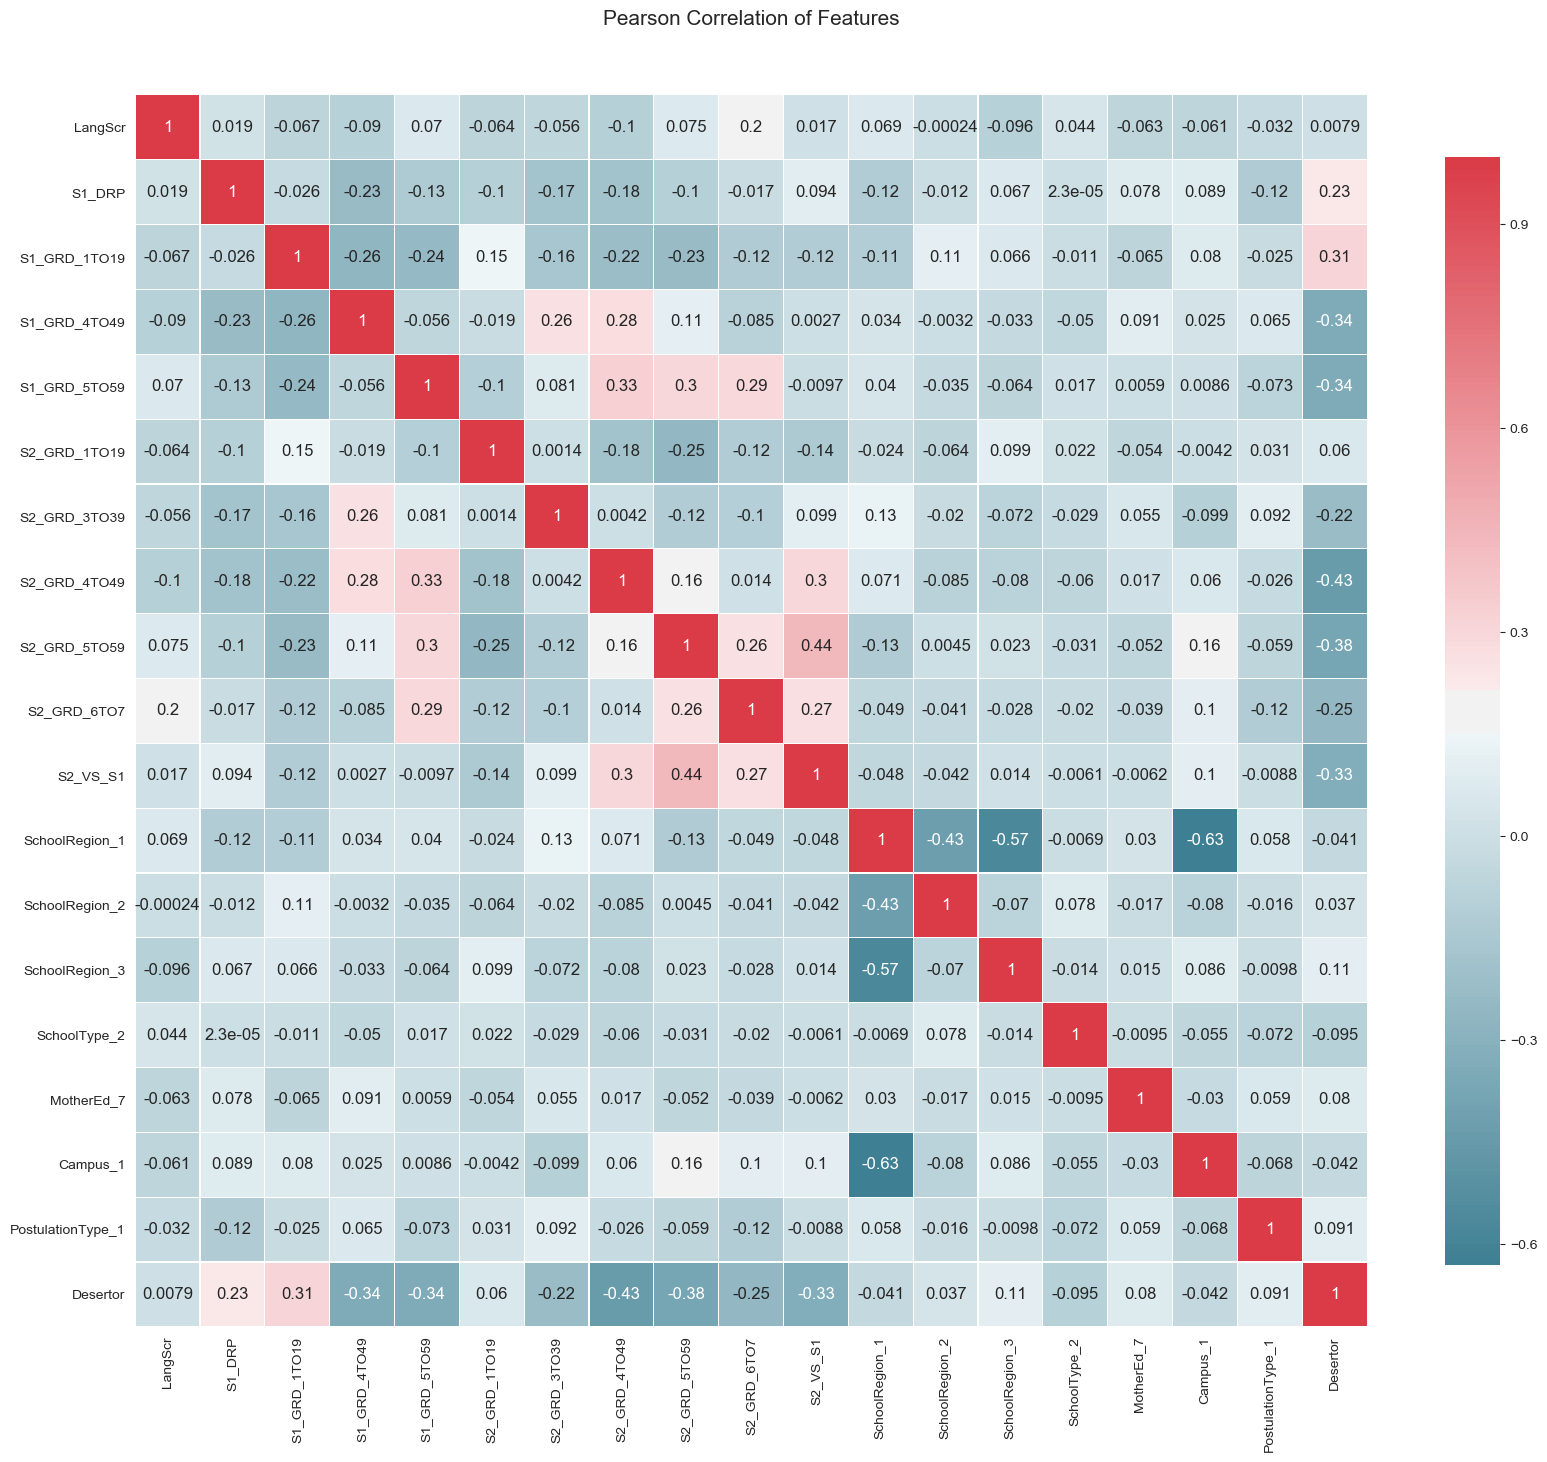 Pearson Correlation of Features
LangScr 1 0.019 -0.067 -0.09 0.07 -0.064 -0.056 -0.1 0.075 0.2 0.017 0.069 -0.00024 -0.096 0.044 -0.063 -0.061 -0.032 0.0079
S1_DRP 0.019 1 -0.026 -0.23 -0.13 -0.1 -0.17 -0.18 -0.1 -0.017 0.094 -0.12 -0.012 0.067 2.3e-05 0.078 0.089 -0.12 0.23
0.9
S1_GRD_1TO19 -0.067 -0.026 1 -0.26 -0.24 0.15 -0.16 -0.22 -0.23 -0.12 -0.12 -0.11 0.11 0.066 -0.011 -0.065 0.08 -0.025 0.31
S1_GRD_4TO49 -0.09 -0.23 -0.26 1 -0.056 -0.019 0.26 0.28 0.11 -0.085 0.0027 0.034 -0.0032 -0.033 -0.05 0.091 0.025 0.065 -0.34
S1_GRD_5TO59 0.07 -0.13 -0.24 -0.056 1 -0.1 0.081 0.33 0.3 0.29 -0.0097 0.04 -0.035 -0.064 0.017 0.0059 0.0086 -0.073 -0.34
0.6
S2_GRD_1TO19 -0.064 -0.1 0.15 -0.019 -0.1 1 0.0014 -0.18 -0.25 -0.12 -0.14 -0.024 -0.064 0.099 0.022 -0.054 -0.0042 0.031 0.06
S2_GRD_3TO39 -0.056 -0.17 -0.16 0.26 0.081 0.0014 1 0.0042 -0.12 -0.1 0.099 0.13 -0.02 -0.072 -0.029 0.055 -0.099 0.092 -0.22
S2_GRD_4TO49 -0.1 -0.18 -0.22 0.28 0.33 -0.18 0.0042 1 0.16 0.014 0.3 0.071 -0.085 -0.08 -0.06 0.017 0.06 -0.026 -0.43
0.3
S2_GRD_5TO59 0.075 -0.1 -0.23 0.11 0.3 -0.25 -0.12 0.16 1 0.26 0.44 -0.13 0.0045 0.023 -0.031 -0.052 0.16 -0.059 -0.38
S2_GRD_6TO7 0.2 -0.017 -0.12 -0.085 0.29 -0.12 -0.1 0.014 0.26 1 0.27 -0.049 -0.041 -0.028 -0.02 -0.039 0.1 -0.12 -0.25
S2_VS_S1 0.017 0.094 -0.12 0.0027 -0.0097 -0.14 0.099 0.3 0.44 0.27 1 -0.048 -0.042 0.014 -0.0061 -0.0062 0.1 -0.0088 -0.33
0.0
SchoolRegion_1 0.069 -0.12 -0.11 0.034 0.04 -0.024 0.13 0.071 -0.13 -0.049 -0.048 1 -0.43 -0.57 -0.0069 0.03 -0.63 0.058 -0.041
SchoolRegion_2 -0.00024 -0.012 0.11 -0.0032 -0.035 -0.064 -0.02 -0.085 0.0045 -0.041 -0.042 -0.43 1 -0.07 0.078 -0.017 -0.08 -0.016 0.037
SchoolRegion_3 -0.096 0.067 0.066 -0.033 -0.064 0.099 -0.072 -0.08 0.023 -0.028 0.014 -0.57 -0.07 1 -0.014 0.015 0.086 -0.0098 0.11
SchoolType_2 0.044 2.3e-05 -0.011 -0.05 0.017 0.022 -0.029 -0.06 -0.031 -0.02 -0.0061 -0.0069 0.078 -0.014 1 -0.0095 -0.055 -0.072 -0.095
−0.3
MotherEd_7 -0.063 0.078 -0.065 0.091 0.0059 -0.054 0.055 0.017 -0.052 -0.039 -0.0062 0.03 -0.017 0.015 -0.0095 1 -0.03 0.059 0.08
Campus_1 -0.061 0.089 0.08 0.025 0.0086 -0.0042 -0.099 0.06 0.16 0.1 0.1 -0.63 -0.08 0.086 -0.055 -0.03 1 -0.068 -0.042
PostulationType_1 -0.032 -0.12 -0.025 0.065 -0.073 0.031 0.092 -0.026 -0.059 -0.12 -0.0088 0.058 -0.016 -0.0098 -0.072 0.059 -0.068 1 0.091
−0.6
Desertor 0.0079 0.23 0.31 -0.34 -0.34 0.06 -0.22 -0.43 -0.38 -0.25 -0.33 -0.041 0.037 0.11 -0.095 0.08 -0.042 0.091 1
LangScr
S1_DRP
S1_GRD_1TO19
S1_GRD_4TO49
S1_GRD_5TO59
S2_GRD_1TO19
S2_GRD_3TO39
S2_GRD_4TO49
S2_GRD_5TO59
S2_GRD_6TO7
S2_VS_S1
SchoolRegion_1
SchoolRegion_2
SchoolRegion_3
SchoolType_2
MotherEd_7
Campus_1
PostulationType_1
Desertor